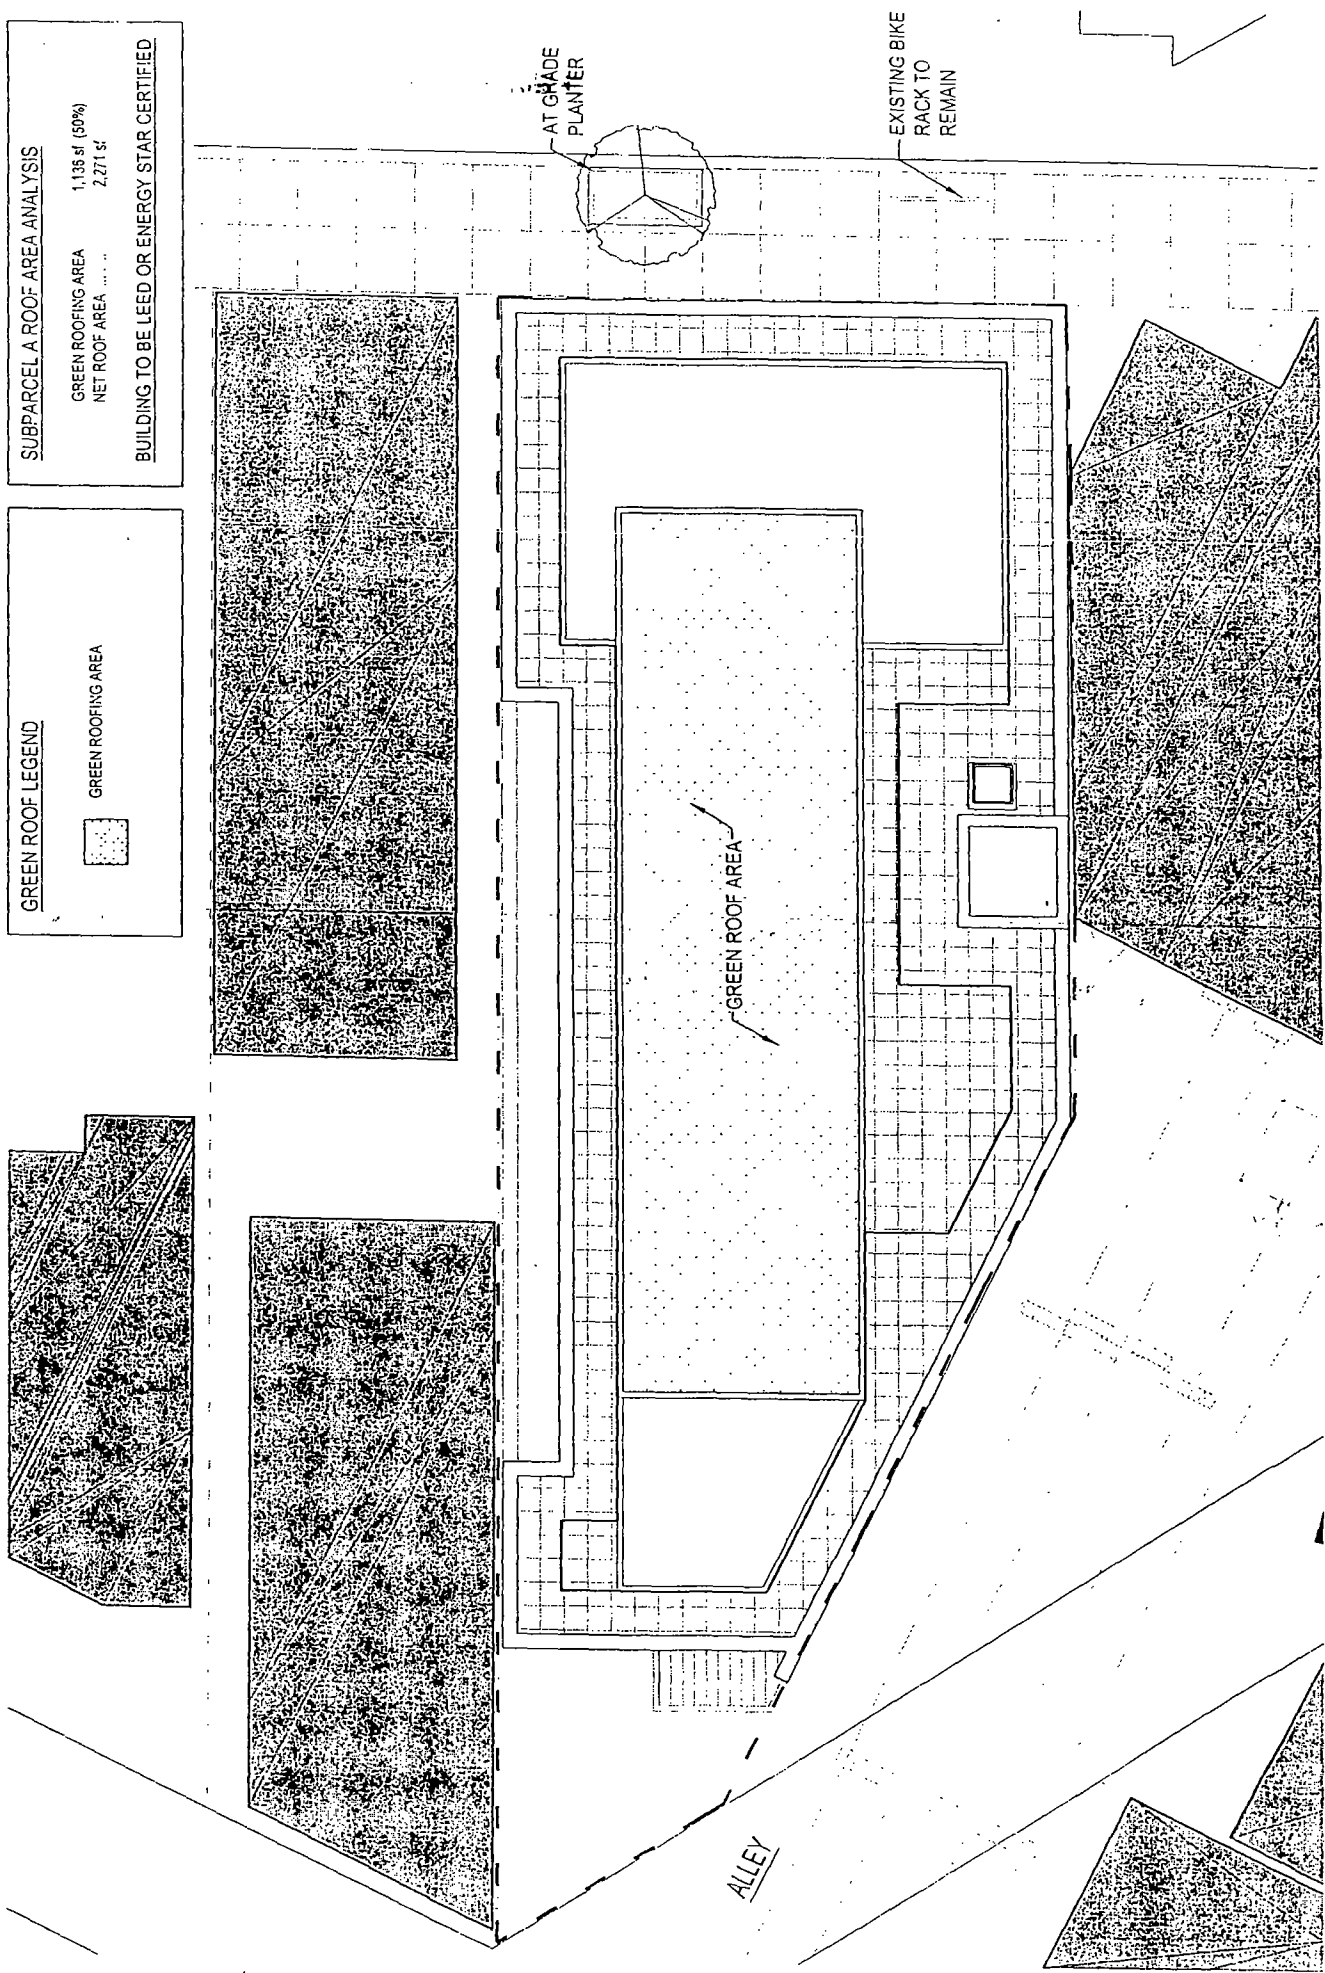 SUBPARCEL A ROOF AREA ANALYSIS
GREEN ROOFING AREA 1,136 sf (50%)
NET ROOF AREA ...... 2,271 sf
BUILDING TO BE LEED OR ENERGY STAR CERTIFIED
GREEN ROOF LEGEND
GREEN ROOFING AREA
AT GRADE
PLANTER
EXISTING BIKE
RACK TO
REMAIN
GREEN ROOF AREA
ALLEY